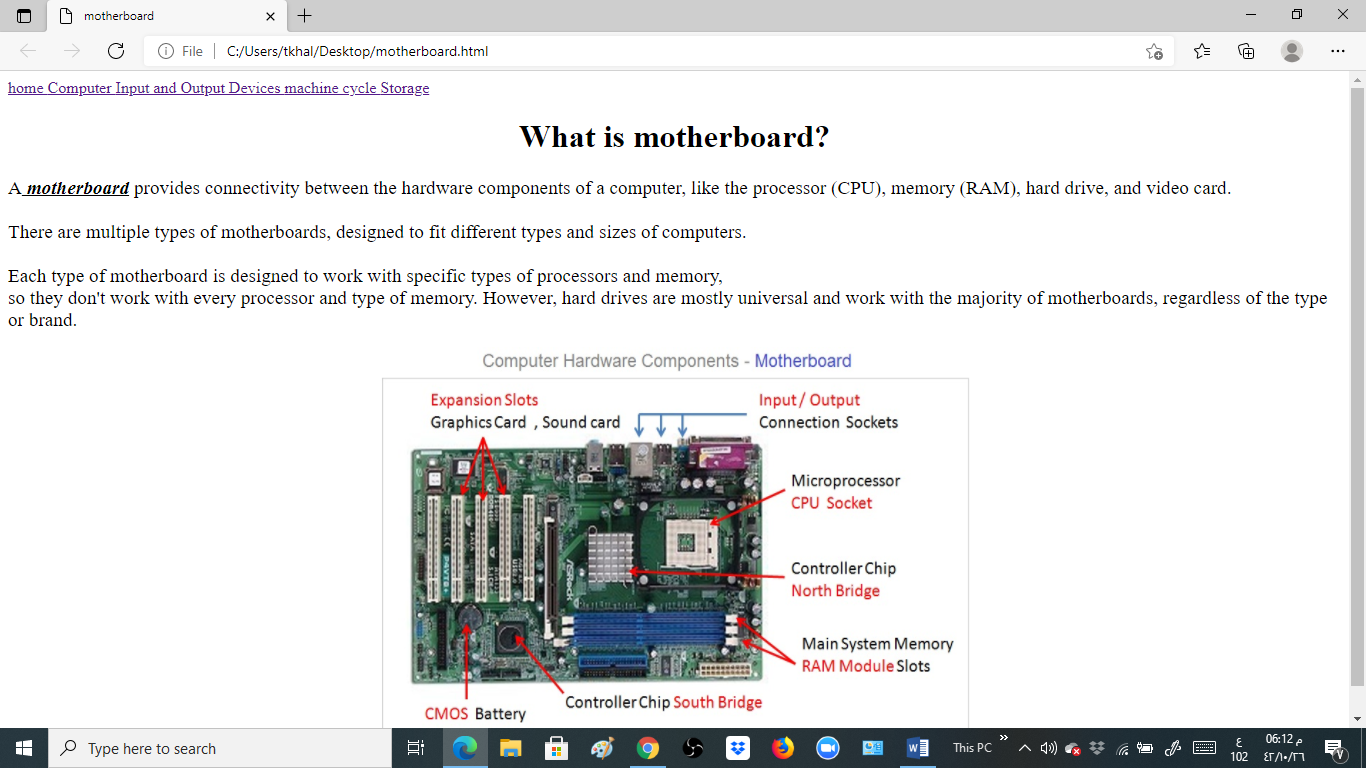 motherboard
File
C:/Users/tkhal/Desktop/motherboard.html
home Computer Input and Output Devices machine cycle Storage
What is motherboard?
A motherboard provides connectivity between the hardware components of a computer, like the processor (CPU), memory (RAM), hard drive, and video card.
There are multiple types of motherboards, designed to fit different types and sizes of computers.
Each type of motherboard is designed to work with specific types of processors and memory,
so they don't work with every processor and type of memory. However, hard drives are mostly universal and work with the majority of motherboards, regardless of the type
or brand.
Computer Hardware Components - Motherboard
Expansion Slots
Graphics Card , Sound card
Input / Output
Connection Sockets
Microprocessor
CPU Socket
Controller Chip
North Bridge
Main System Memory
RAM Module Slots
Controller Chip South Bridge
CMOS Battery
ASRock
P4VT8
Type here to search
This PC
ع
102
06:12 م
٤٣/١٠/٢٦